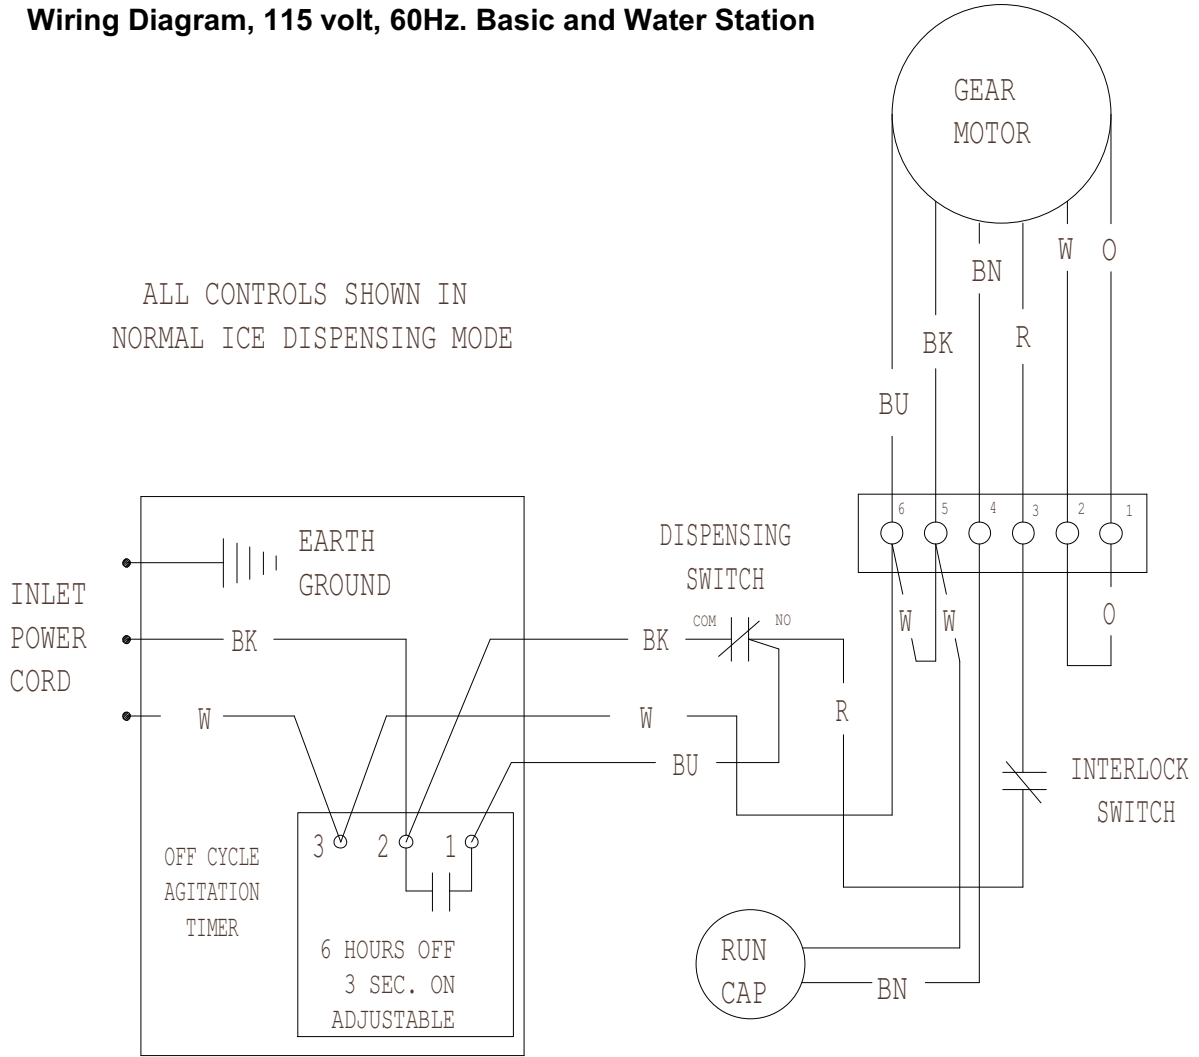 Wiring Diagram, 115 volt, 60Hz. Basic and Water Station
GEAR
MOTOR
W O
BN
ALL CONTROLS SHOWN IN
NORMAL ICE DISPENSING MODE
BK
R
BU
6 5 4 3 2 1
EARTH
GROUND
DISPENSING
SWITCH
INLET
POWER
CORD
COM NO
BK
BK
W W
O
W
W
R
BU
INTERLOCK
SWITCH
3 2 1
OFF CYCLE
AGITATION
TIMER
6 HOURS OFF
3 SEC. ON
ADJUSTABLE
RUN
CAP
BN